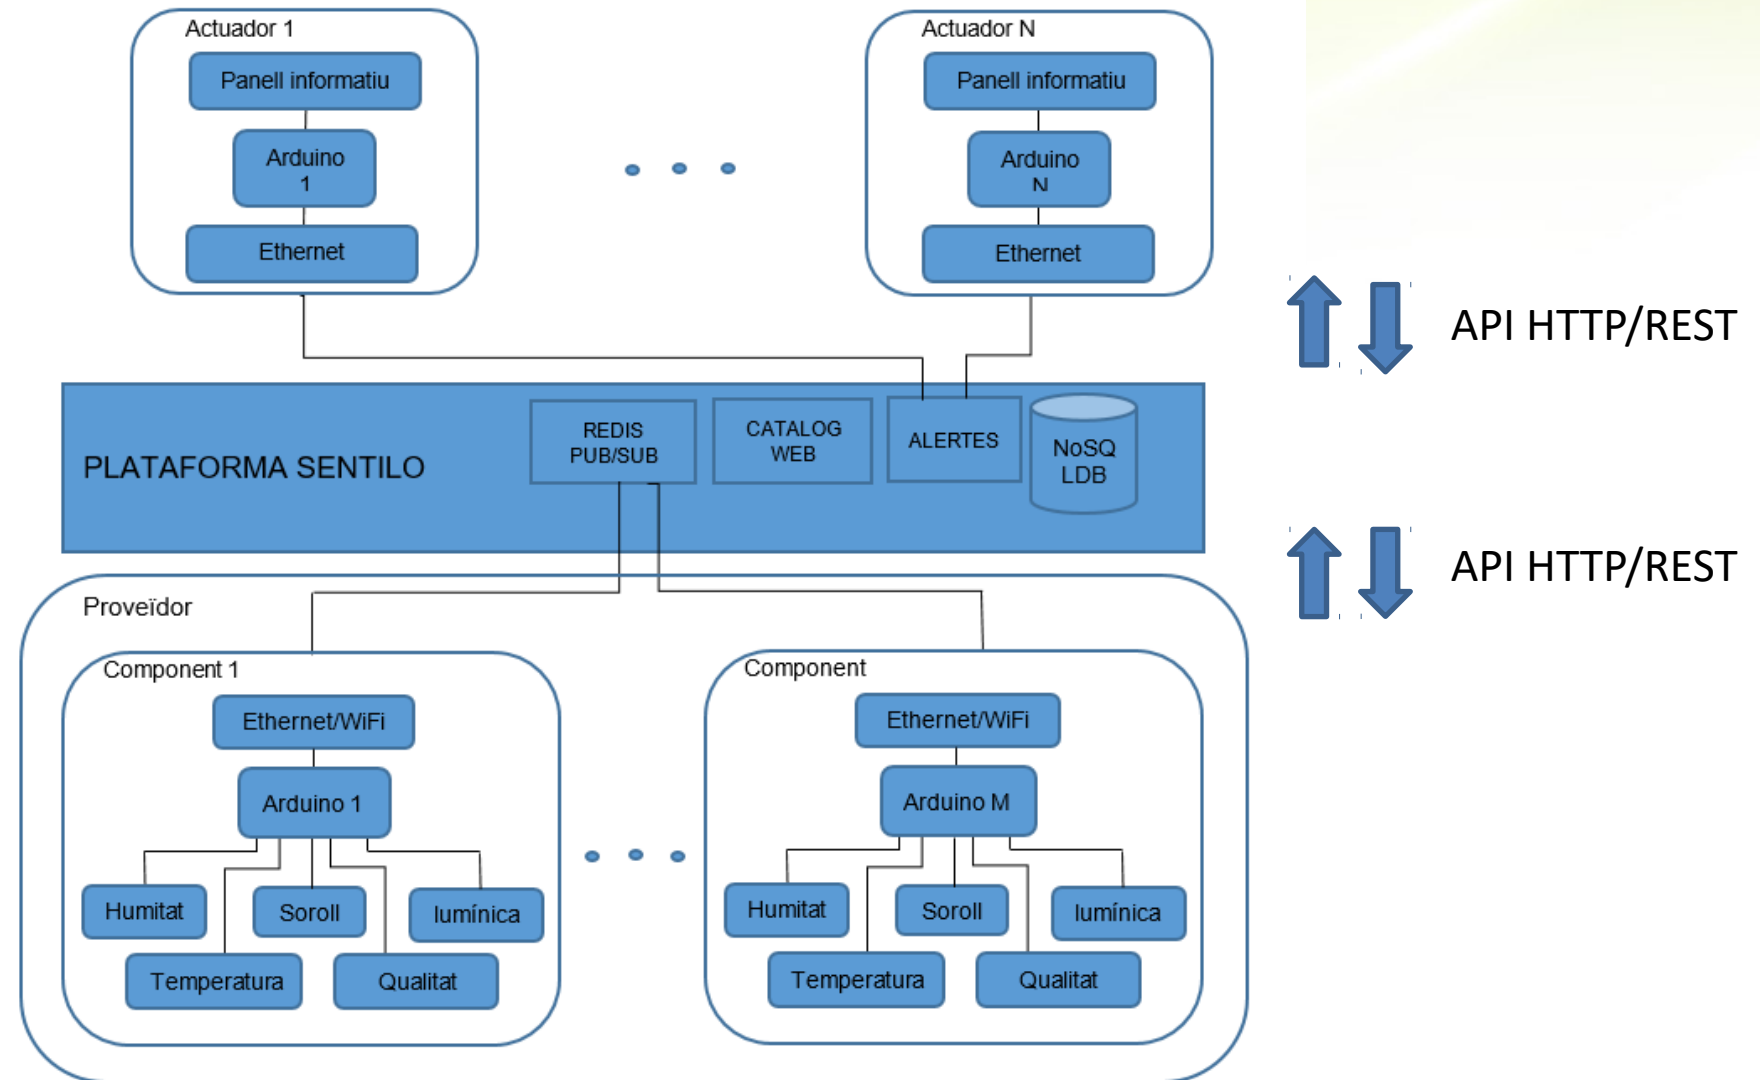 Actuador 1
Panell informatiu
Arduino
1
Ethernet
Actuador N
Panell informatiu
Arduino
N
Ethernet
API HTTP/REST
PLATAFORMA SENTILO
REDIS
PUB/SUB
CATALOG
WEB
ALERTES
NoSQ
LDB
API HTTP/REST
Proveïdor
Component 1
Ethernet/WiFi
Arduino 1
Humitat
Soroll
lumínica
Temperatura
Qualitat
Component
Ethernet/WiFi
Arduino M
Humitat
Soroll
lumínica
Temperatura
Qualitat